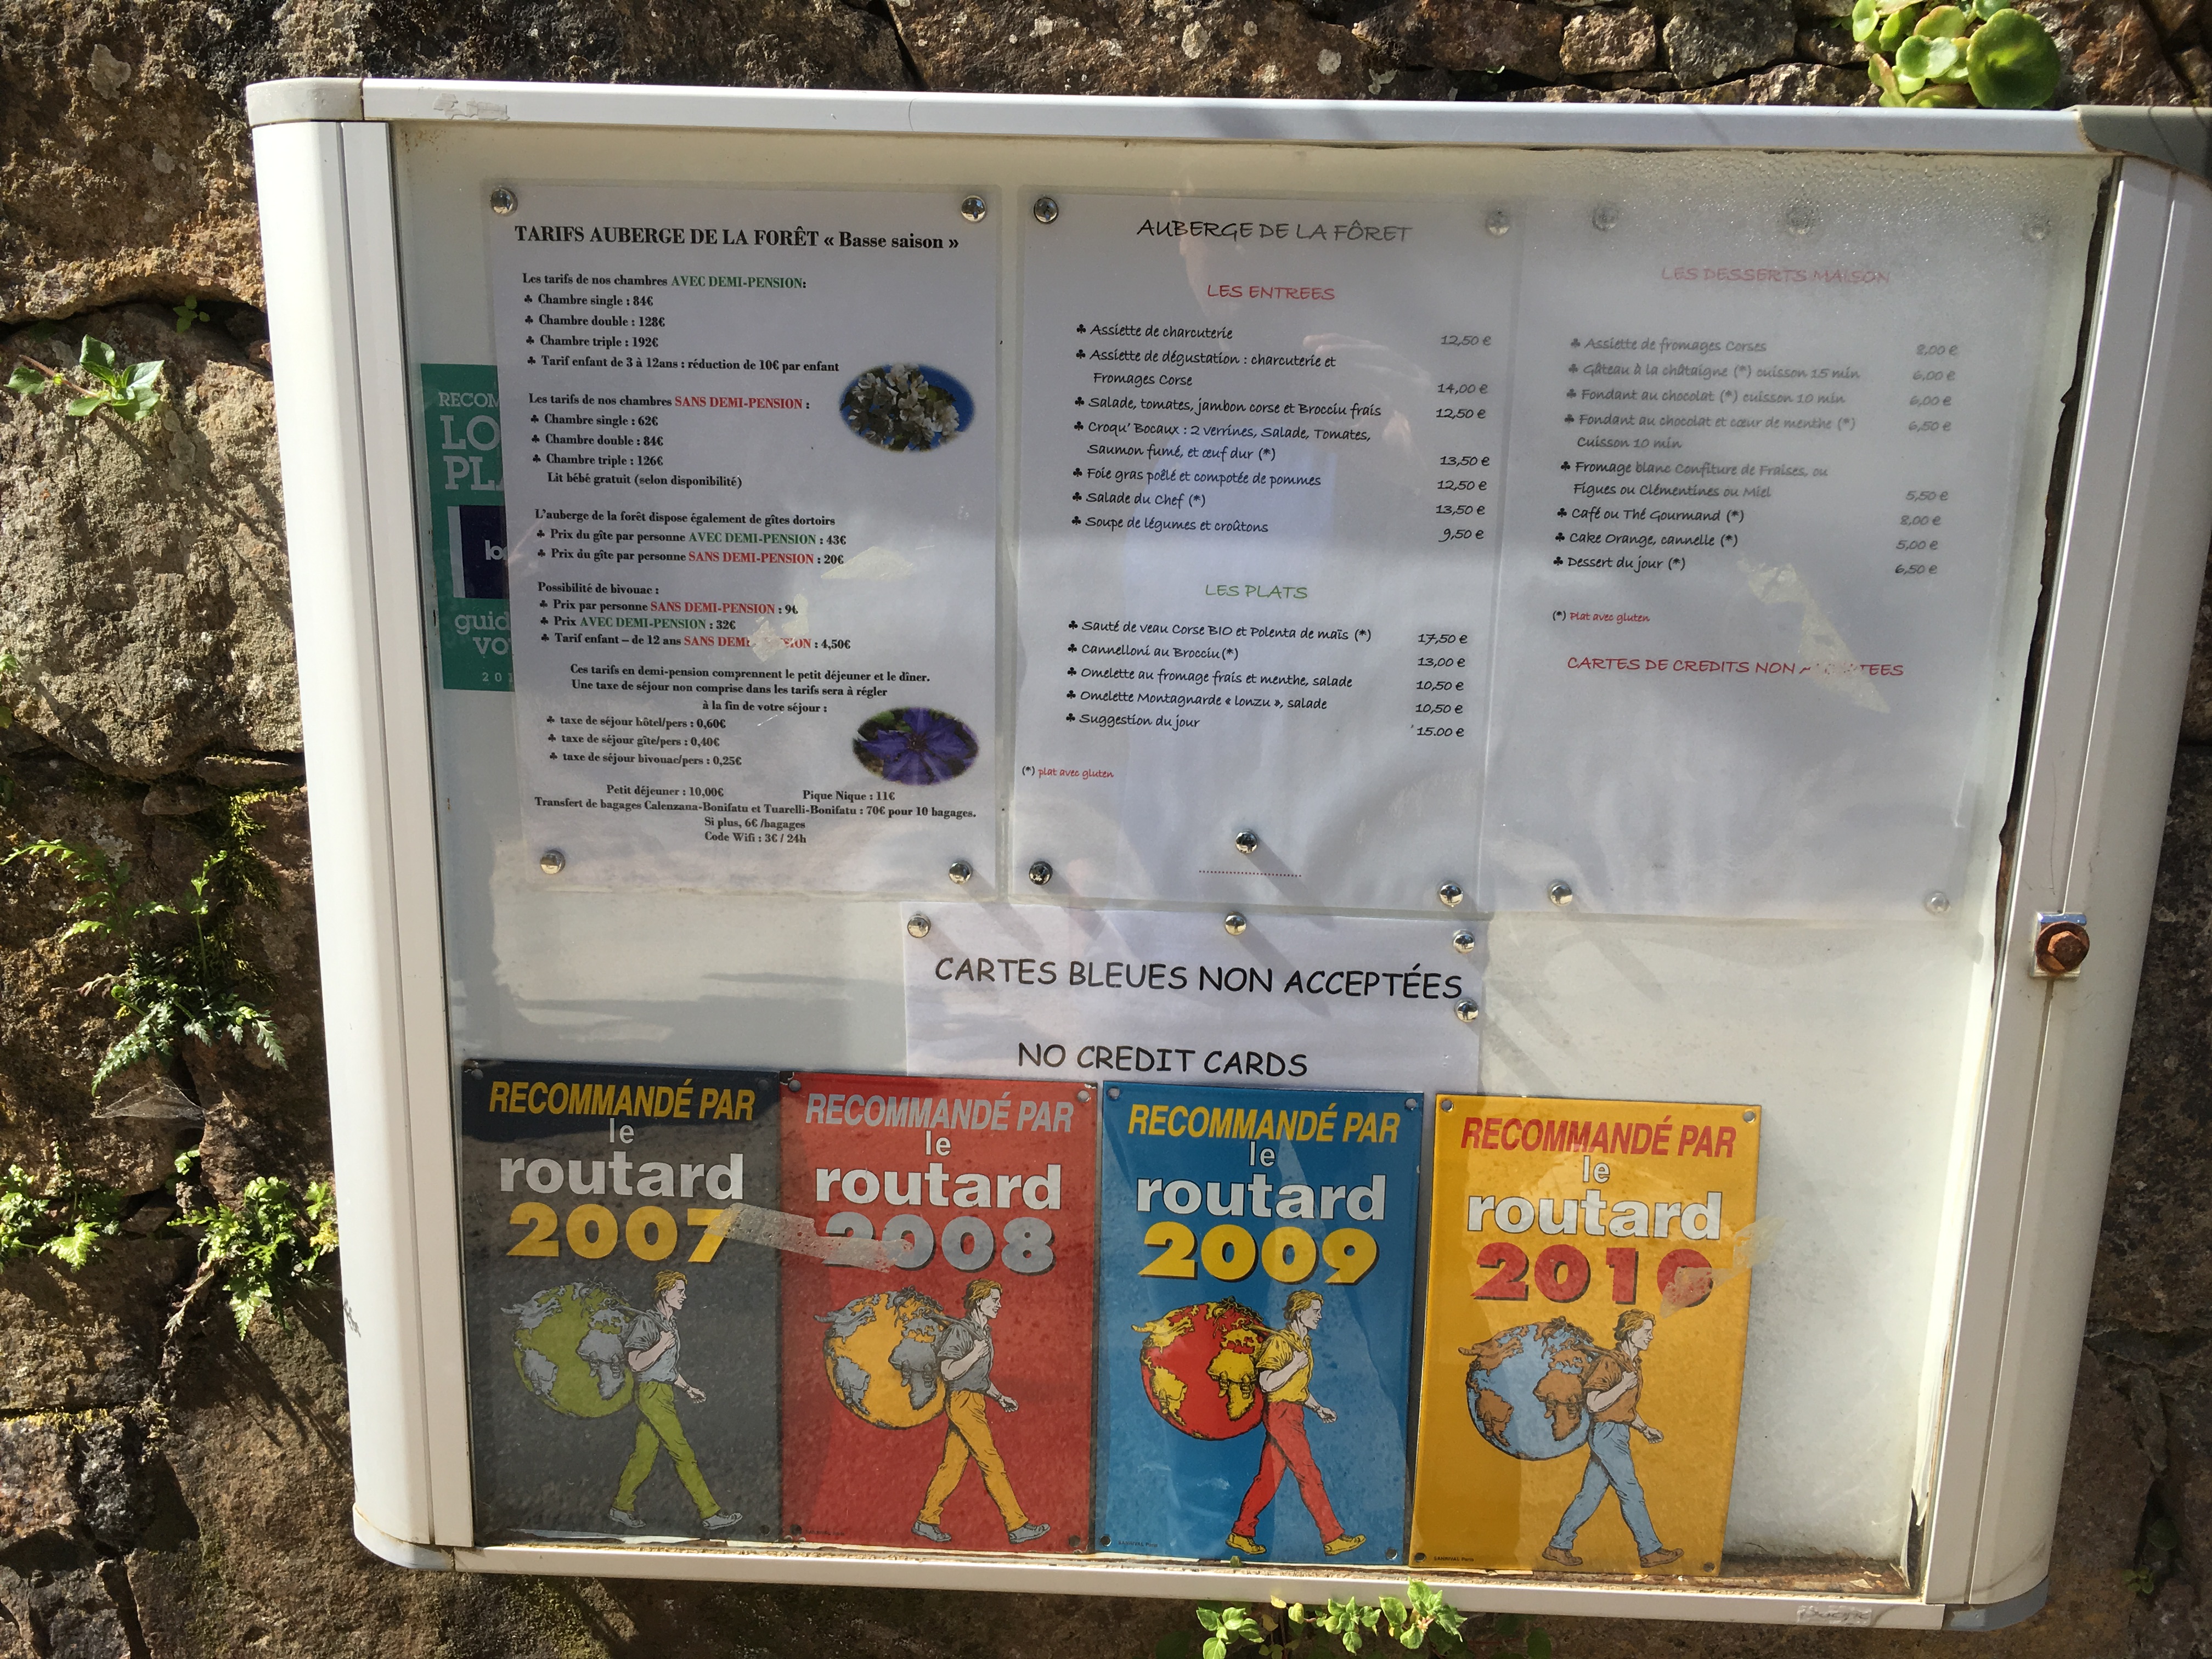 TARIFS AUBERGE DE LA FORÊT « Basse saison »
Les tarifs de nos chambres AVEC DEMI-PENSION:
♣ Chambre single : 84€
♣ Chambre double : 128€
♣ Chambre triple : 192€
♣ Tarif enfant de 3 à 12ans : réduction de 10€ par enfant
Les tarifs de nos chambres SANS DEMI-PENSION :
♣ Chambre single : 62€
♣ Chambre double : 84€
♣ Chambre triple : 126€
Lit bébé gratuit (selon disponibilité)
L'auberge de la forêt dispose également de gîtes dortoirs
♣ Prix du gîte par personne AVEC DEMI-PENSION : 43€
♣ Prix du gîte par personne SANS DEMI-PENSION : 20€
Possibilité de bivouac :
♣ Prix par personne SANS DEMI-PENSION : 9€
♣ Prix AVEC DEMI-PENSION : 32€
♣ Tarif enfant – de 12 ans SANS DEMI-PENSION : 4,50€
Ces tarifs en demi-pension comprennent le petit déjeuner et le dîner.
Une taxe de séjour non comprise dans les tarifs sera à régler
à la fin de votre séjour :
♣ taxe de séjour hôtel/pers : 0,60€
♣ taxe de séjour gîte/pers : 0,40€
♣ taxe de séjour bivouac/pers : 0,25€
Petit déjeuner : 10,00€ Pique Nique : 11€
Transfert de bagages Calenzana-Bonifatu et Tuarelli-Bonifatu : 70€ pour 10 bagages.
Si plus, 6€ /bagages
Code Wifi : 3€ / 24h
AUBERGE DE LA FÔRET
LES ENTREES
♣ Assiette de charcuterie 12,50 €
♣ Assiette de dégustation : charcuterie et
Fromages Corse 14,00 €
♣ Salade, tomates, jambon corse et Brocciu frais 12,50 €
♣ Croqu' Bocaux : 2 verrines, Salade, Tomates,
Saumon fumé, et œuf dur (*) 13,50 €
♣ Foie gras poêlé et compotée de pommes 12,50 €
♣ Salade du Chef (*) 13,50 €
♣ Soupe de légumes et croûtons 9,50 €
LES PLATS
♣ Sauté de veau Corse BIO et Polenta de maïs (*) 17,50 €
♣ Cannelloni au Brocciu(*) 13,00 €
♣ Omelette au fromage frais et menthe, salade 10,50 €
♣ Omelette Montagnarde « lonzu », salade 10,50 €
♣ Suggestion du jour 15.00 €
(*) plat avec gluten
LES DESSERTS MAISON
♣ Assiette de fromages Corses 8,00 €
♣ Gâteau à la châtaigne (*) cuisson 15 min 6,00 €
♣ Fondant au chocolat (*) cuisson 10 min 6,00 €
♣ Fondant au chocolat et cœur de menthe (*) 6,50 €
Cuisson 10 min
♣ Fromage blanc Confiture de Fraises, ou
Figues ou Clémentines ou Miel 5,50 €
♣ Café ou Thé Gourmand (*) 8,00 €
♣ Cake Orange, cannelle (*) 5,00 €
♣ Dessert du jour (*) 6,50 €
(*) Plat avec gluten
CARTES DE CREDITS NON ACCEPTEES
RECOM
LO
PL
guid
vo
201
CARTES BLEUES NON ACCEPTÉES
NO CREDIT CARDS
RECOMMANDÉ PAR
le
routard
2007
RECOMMANDÉ PAR
le
routard
2008
RECOMMANDÉ PAR
le
routard
2009
RECOMMANDÉ PAR
le
routard
2010